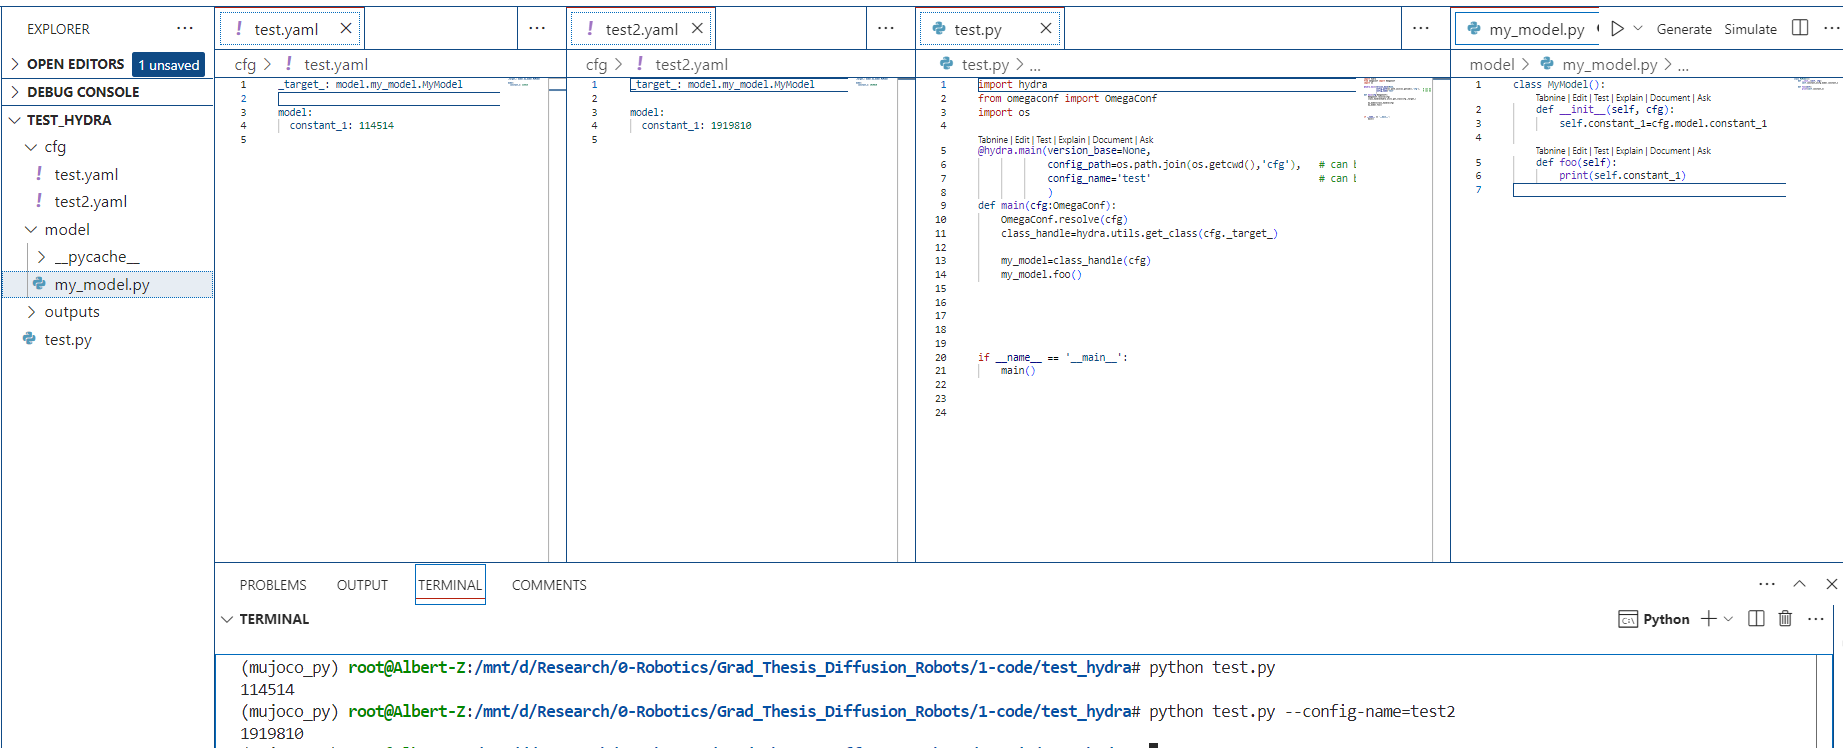 EXPLORER
OPEN EDITORS 1 unsaved
DEBUG CONSOLE
TEST_HYDRA
cfg
! test.yaml
! test2.yaml
model
__pycache__
my_model.py
outputs
test.py
! test.yaml
cfg > ! test.yaml
1 _target_: model.my_model.MyModel
2
3 model:
4 constant_1: 114514
5
! test2.yaml
cfg > ! test2.yaml
1 _target_: model.my_model.MyModel
2
3 model:
4 constant_1: 1919810
5
test.py
test.py > ...
1 import hydra
2 from omegaconf import OmegaConf
3 import os
4
Tabnine | Edit | Test | Explain | Document | Ask
5 @hydra.main(version_base=None,
6 config_path=os.path.join(os.getcwd(),'cfg'), # can b
7 config_name='test' # can b
8 )
9 def main(cfg:OmegaConf):
10 OmegaConf.resolve(cfg)
11 class_handle=hydra.utils.get_class(cfg._target_)
12
13 my_model=class_handle(cfg)
14 my_model.foo()
15
16
17
18
19
20 if __name__ == '__main__':
21 main()
22
23
24
my_model.py
Generate Simulate
model > my_model.py > ...
1 class MyModel():
Tabnine | Edit | Test | Explain | Document | Ask
2 def __init__(self, cfg):
3 self.constant_1=cfg.model.constant_1
4
Tabnine | Edit | Test | Explain | Document | Ask
5 def foo(self):
6 print(self.constant_1)
7
PROBLEMS OUTPUT TERMINAL COMMENTS
TERMINAL
Python
(mujoco_py) root@Albert-Z:/mnt/d/Research/0-Robotics/Grad_Thesis_Diffusion_Robots/1-code/test_hydra# python test.py
114514
(mujoco_py) root@Albert-Z:/mnt/d/Research/0-Robotics/Grad_Thesis_Diffusion_Robots/1-code/test_hydra# python test.py --config-name=test2
1919810